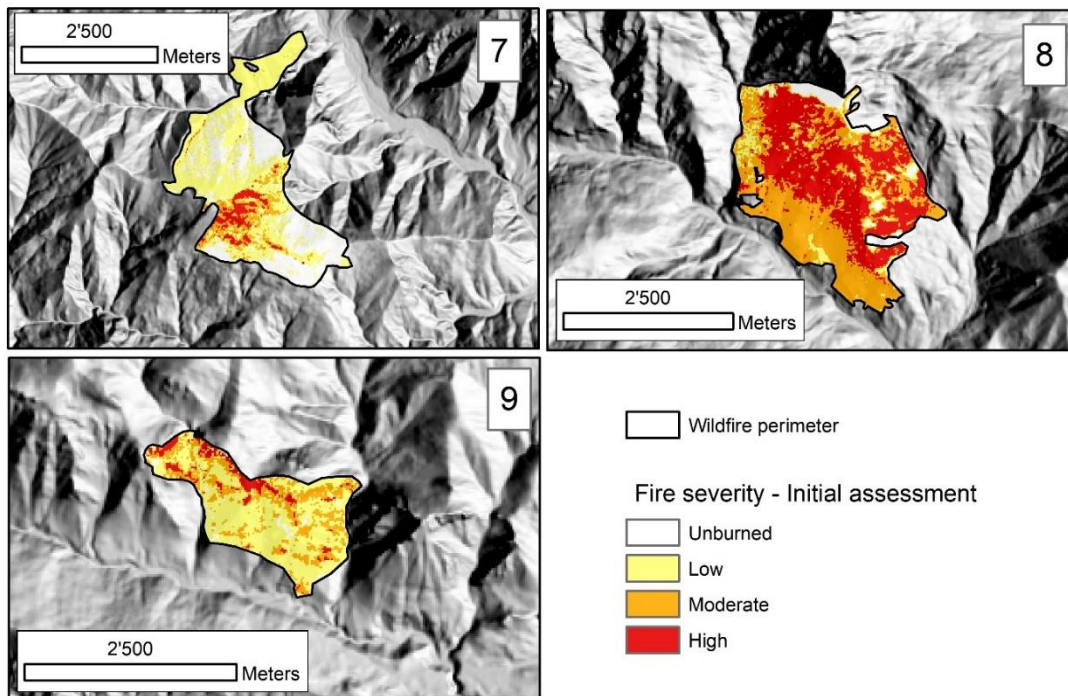 2'500
Meters
7
8
2'500
Meters
9
2'500
Meters
Wildfire perimeter
Fire severity - Initial assessment
Unburned
Low
Moderate
High